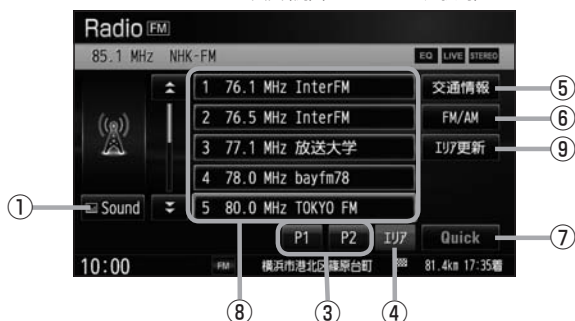 Radio FM
85.1 MHz NHK-FM EQ LIVE STEREO
1 76.1 MHz InterFM
2 76.5 MHz InterFM
3 77.1 MHz 放送大学
4 78.0 MHz bayfm78
5 80.0 MHz TOKYO FM
交通情報
FM/AM
ｴﾘｱ更新
Sound
P1 P2 ｴﾘｱ Quick
10:00 FM 横浜市港北区篠原台町 81.4km 17:35着
①
⑤
⑥
⑨
⑦
⑧
③
④